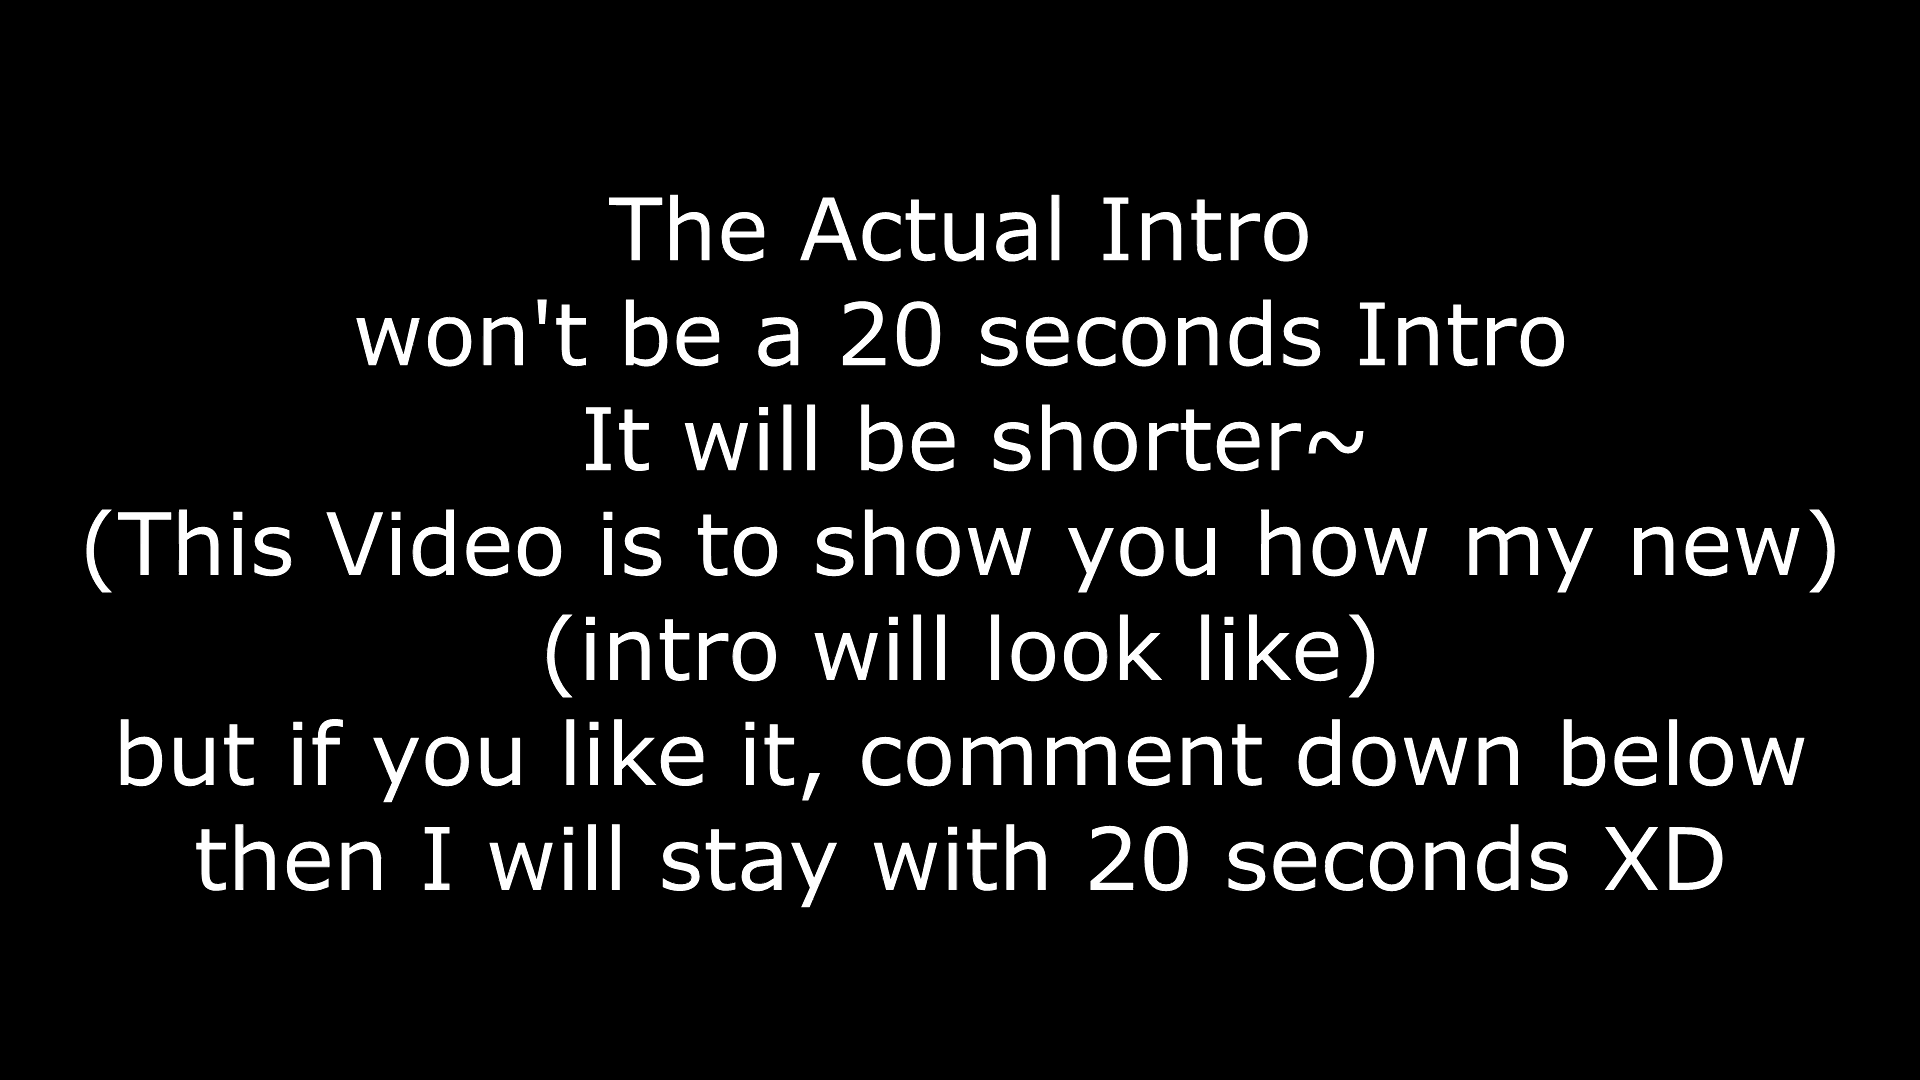 The Actual Intro
won't be a 20 seconds Intro
It will be shorter~
(This Video is to show you how my new)
(intro will look like)
but if you like it, comment down below
then I will stay with 20 seconds XD